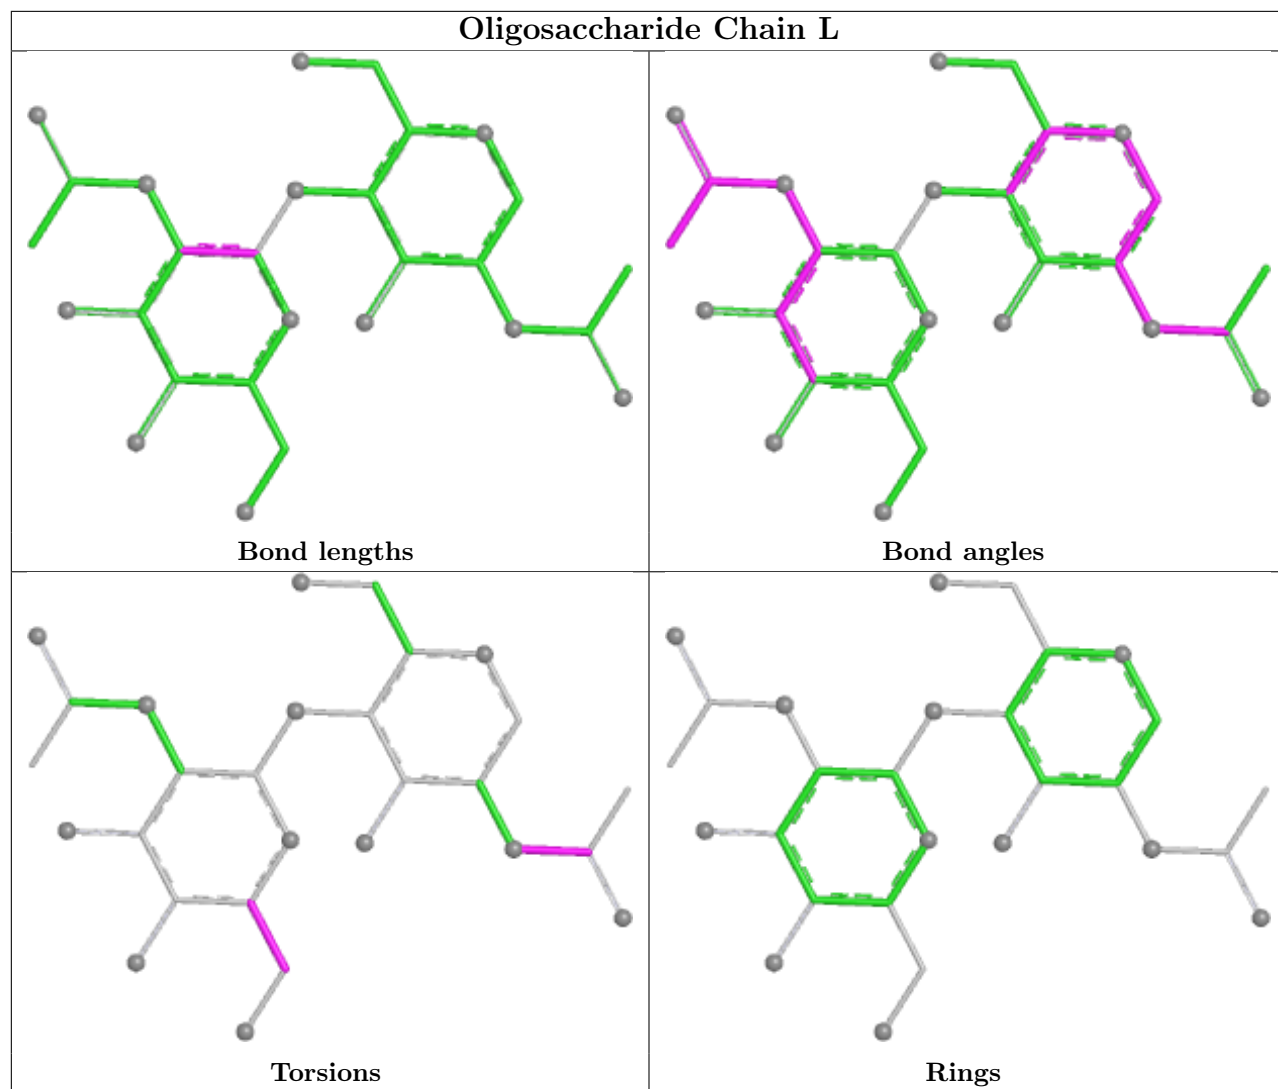 Oligosaccharide Chain L
Bond lengths
Bond angles
Torsions
Rings